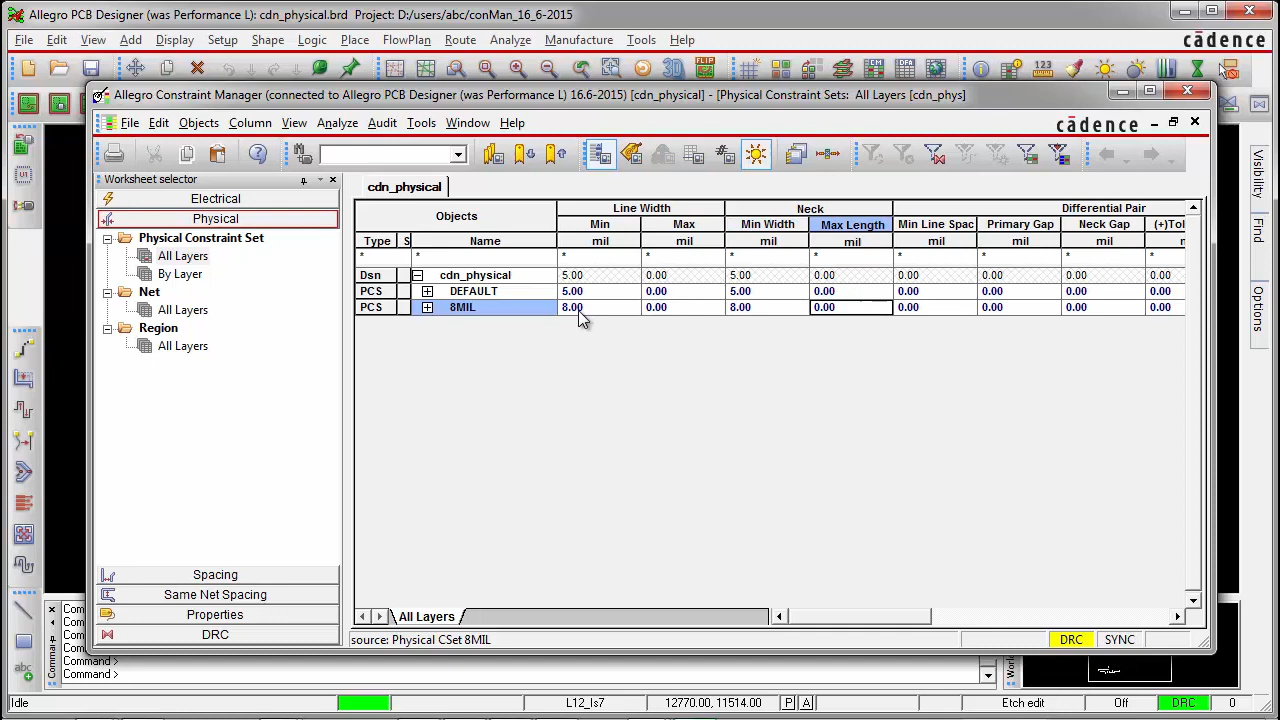 Allegro PCB Designer (was Performance L): cdn_physical.brd Project: D:/users/abc/conMan_16_6-2015
File Edit View Add Display Setup Shape Logic Place FlowPlan Route Analyze Manufacture Tools Help
cādence
Allegro Constraint Manager (connected to Allegro PCB Designer (was Performance L) 16.6-2015) [cdn_physical] - [Physical Constraint Sets: All Layers [cdn_phys]
File Edit Objects Column View Analyze Audit Tools Window Help
cādence
Worksheet selector
Electrical
Physical
Physical Constraint Set
All Layers
By Layer
Net
All Layers
Region
All Layers
Spacing
Same Net Spacing
Properties
DRC
cdn_physical
Objects Line Width Neck Differential Pair
Min Max Min Width Max Length Min Line Spac Primary Gap Neck Gap (+)Tol
Type S Name mil mil mil mil mil mil mil m
* * * * * * * * * *
Dsn cdn_physical 5.00 0.00 5.00 0.00 0.00 0.00 0.00 0.00
PCS DEFAULT 5.00 0.00 5.00 0.00 0.00 0.00 0.00 0.00
PCS 8MIL 8.00 0.00 8.00 0.00 0.00 0.00 0.00 0.00
All Layers
source: Physical CSet 8MIL
DRC SYNC
Visibility
Find
Options
Command
Com
Com
Com
Com
Command >
Command >
Idle L12_ls7 12770.00, 11514.00 P A Etch edit Off DRC 0